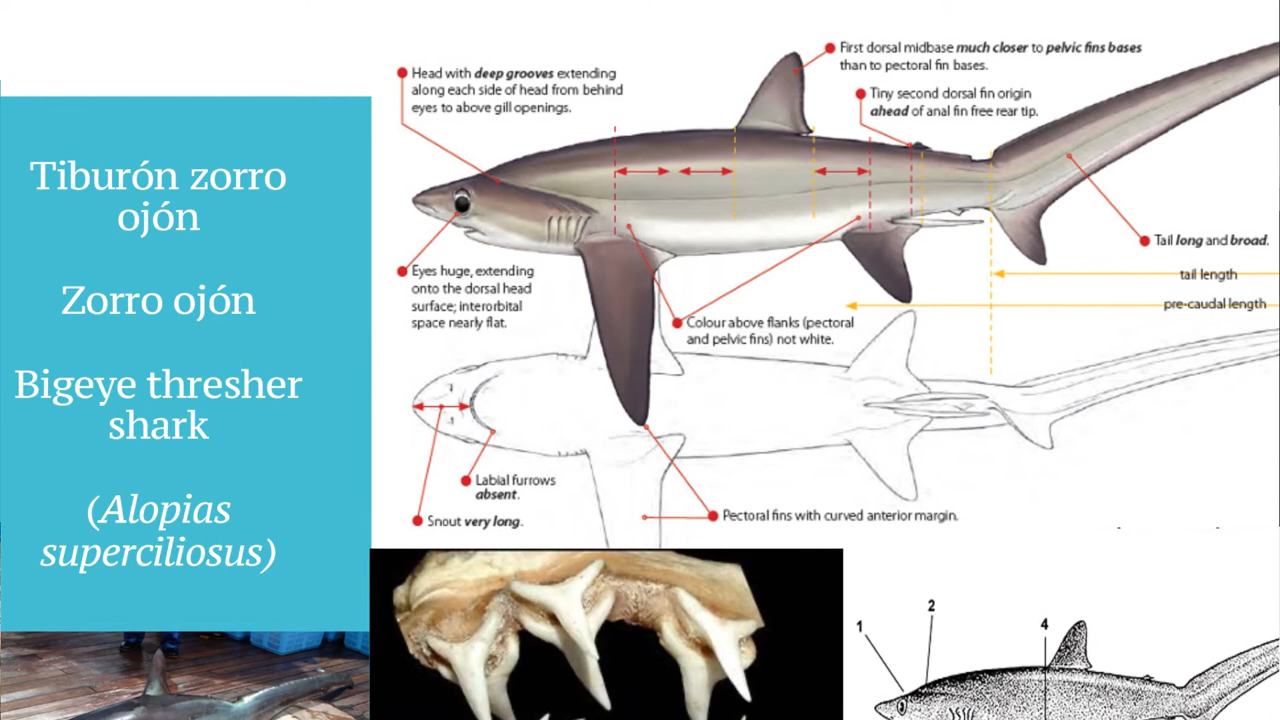 Tiburón zorro
ojón
Zorro ojón
Bigeye thresher
shark
(Alopias
superciliosus)
Head with deep grooves extending
along each side of head from behind
eyes to above gill openings.
First dorsal midbase much closer to pelvic fins bases
than to pectoral fin bases.
Tiny second dorsal fin origin
ahead of anal fin free rear tip.
Tail long and broad.
tail length
pre-caudal length
Eyes huge, extending
onto the dorsal head
surface; interorbital
space nearly flat.
Colour above flanks (pectoral
and pelvic fins) not white.
Labial furrows
absent.
Snout very long.
Pectoral fins with curved anterior margin.
1
2
4